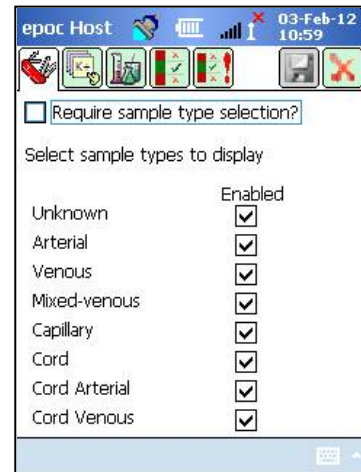 epoc Host 03-Feb-12
10:59
Require sample type selection?
Select sample types to display
Enabled
Unknown
Arterial
Venous
Mixed-venous
Capillary
Cord
Cord Arterial
Cord Venous